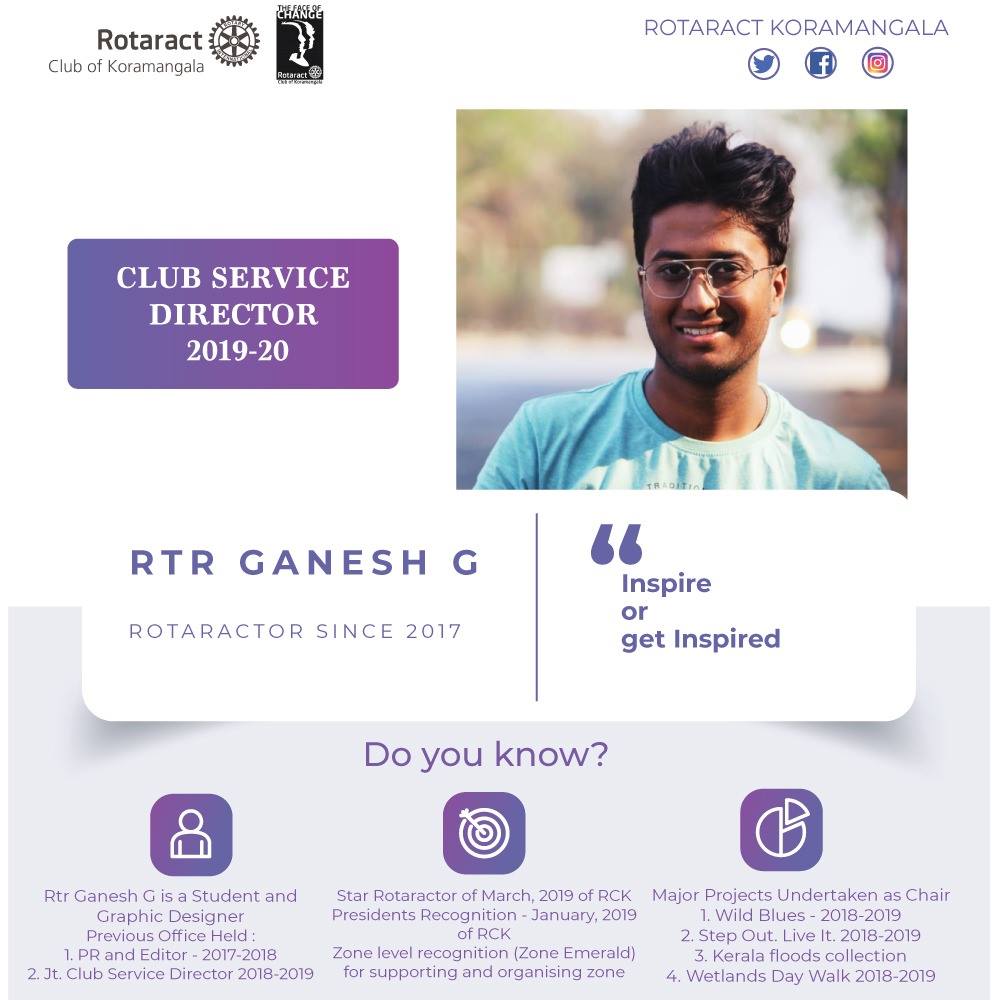 Rotaract
Club of Koramangala
THE FACE OF
CHANGE
Rotaract
Club of Koramangala
ROTARACT KORAMANGALA
CLUB SERVICE
DIRECTOR
2019-20
TRADITIO
RTR GANESH G
ROTARACTOR SINCE 2017
“
Inspire
or
get Inspired
Do you know?
Rtr Ganesh G is a Student and
Graphic Designer
Previous Office Held :
1. PR and Editor - 2017-2018
2. Jt. Club Service Director 2018-2019
Star Rotaractor of March, 2019 of RCK
Presidents Recognition - January, 2019
of RCK
Zone level recognition (Zone Emerald)
for supporting and organising zone
Major Projects Undertaken as Chair
1. Wild Blues - 2018-2019
2. Step Out. Live It. 2018-2019
3. Kerala floods collection
4. Wetlands Day Walk 2018-2019